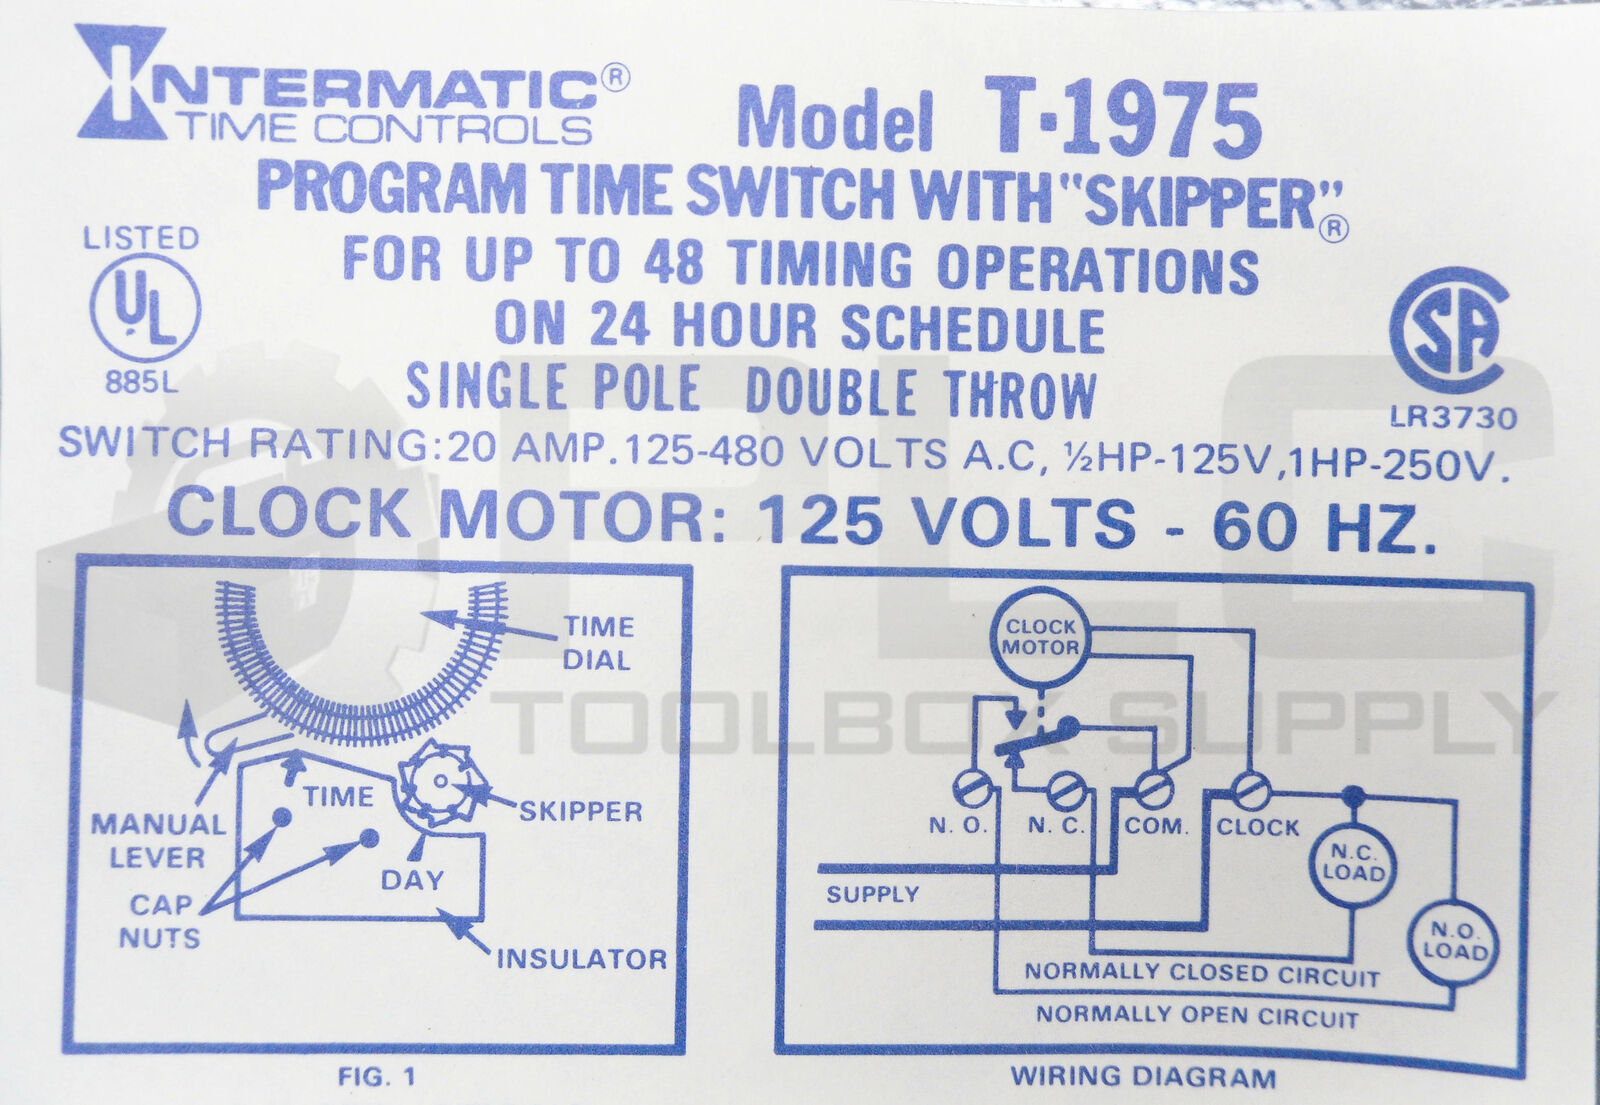 INTERMATIC®
TIME CONTROLS
Model T-1975
PROGRAM TIME SWITCH WITH "SKIPPER"®
FOR UP TO 48 TIMING OPERATIONS
ON 24 HOUR SCHEDULE
SINGLE POLE DOUBLE THROW
LISTED
UL
885L
SA
LR3730
SWITCH RATING:20 AMP.125-480 VOLTS A.C, ½HP-125V,1HP-250V.
CLOCK MOTOR: 125 VOLTS - 60 HZ.
PLC
TOOLBOX SUPPLY
TIME
DIAL
TIME
SKIPPER
MANUAL
LEVER
DAY
CAP
NUTS
INSULATOR
FIG. 1
CLOCK
MOTOR
N. O.
N. C.
COM.
CLOCK
N.C.
LOAD
SUPPLY
N.O.
LOAD
NORMALLY CLOSED CIRCUIT
NORMALLY OPEN CIRCUIT
WIRING DIAGRAM